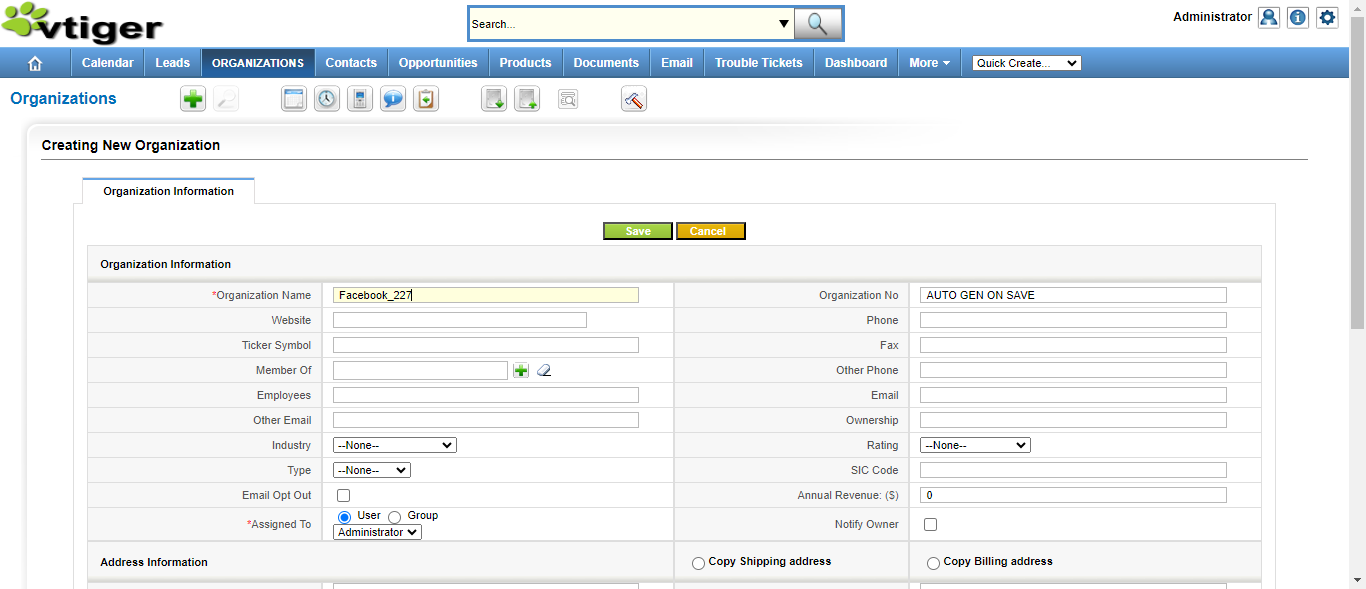 vtiger
Search...
Administrator
Calendar Leads ORGANIZATIONS Contacts Opportunities Products Documents Email Trouble Tickets Dashboard More Quick Create...
Organizations
Creating New Organization
Organization Information
Save Cancel
Organization Information
*Organization Name Facebook_227 Organization No AUTO GEN ON SAVE
Website Phone
Ticker Symbol Fax
Member Of Other Phone
Employees Email
Other Email Ownership
Industry --None-- Rating --None--
Type --None-- SIC Code
Email Opt Out Annual Revenue: ($) 0
*Assigned To User Group Notify Owner
Administrator
Address Information Copy Shipping address Copy Billing address